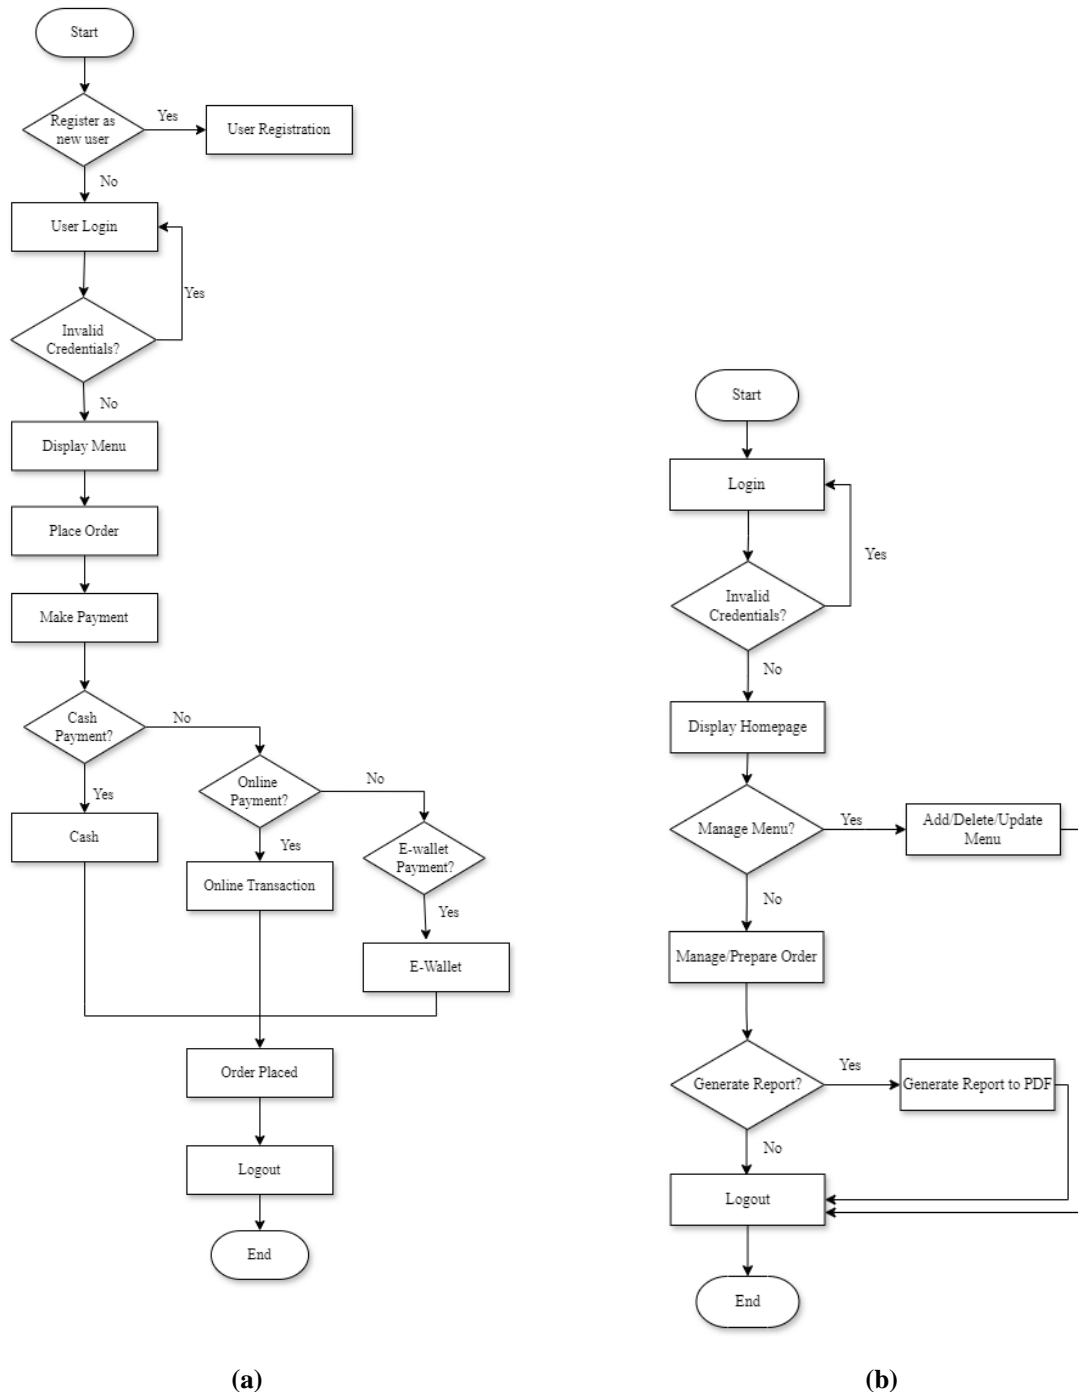 Start
Register as
new user
Yes
User Registration
No
User Login
Yes
Invalid
Credentials?
No
Display Menu
Place Order
Make Payment
Cash
Payment?
No
Online
Payment?
No
Yes
Cash
Yes
E-wallet
Payment?
Online Transaction
Yes
E-Wallet
Order Placed
Logout
End
(a)
Start
Login
Yes
Invalid
Credentials?
No
Display Homepage
Manage Menu?
Yes
Add/Delete/Update
Menu
No
Manage/Prepare Order
Generate Report?
Yes
Generate Report to PDF
No
Logout
End
(b)